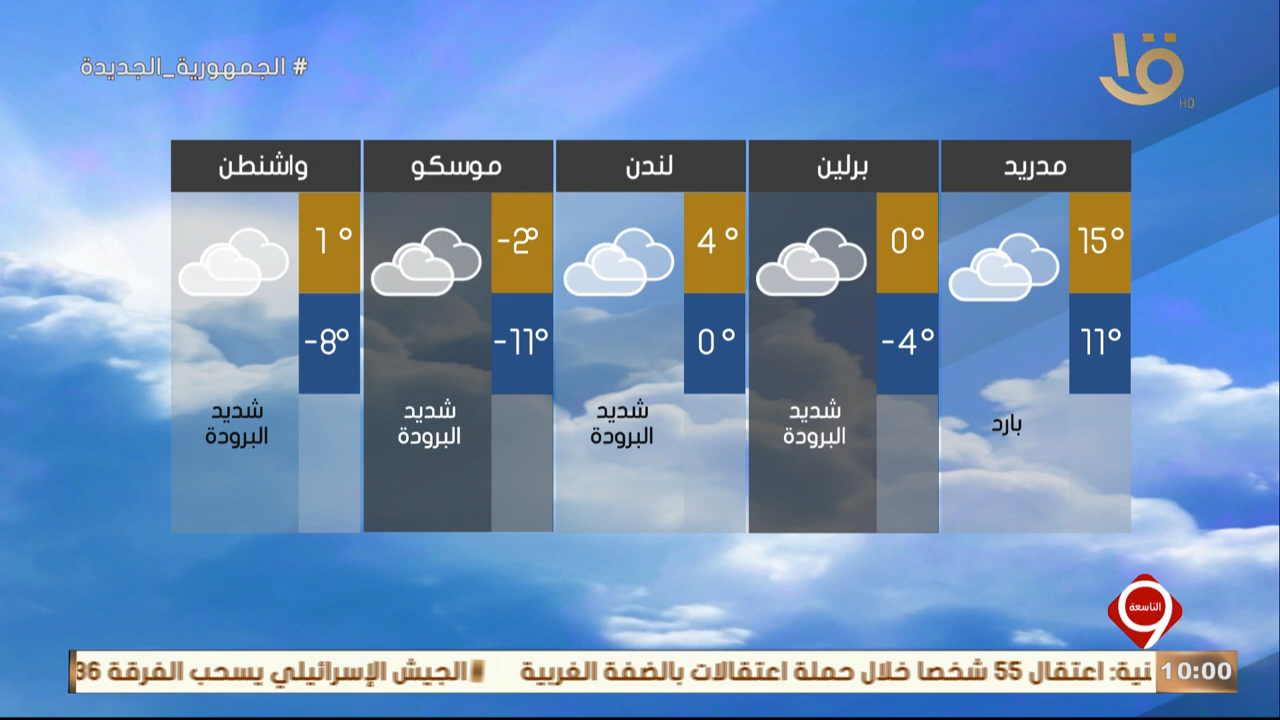 # الجمهورية_الجديدة
HD
مدريد
15°
11°
بارد
برلين
0°
-4°
شديد
البرودة
لندن
4°
0°
شديد
البرودة
موسكو
-2°
-11°
شديد
البرودة
واشنطن
1°
-8°
شديد
البرودة
9
التاسعة
10:00
نية: اعتقال 55 شخصا خلال حملة اعتقالات بالضفة الغربية الجيش الإسرائيلي يسحب الفرقة 36